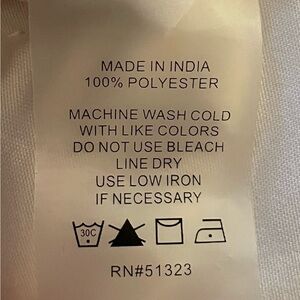 MADE IN INDIA
100% POLYESTER
MACHINE WASH COLD
WITH LIKE COLORS
DO NOT USE BLEACH
LINE DRY
USE LOW IRON
IF NECESSARY
30C
RN#51323